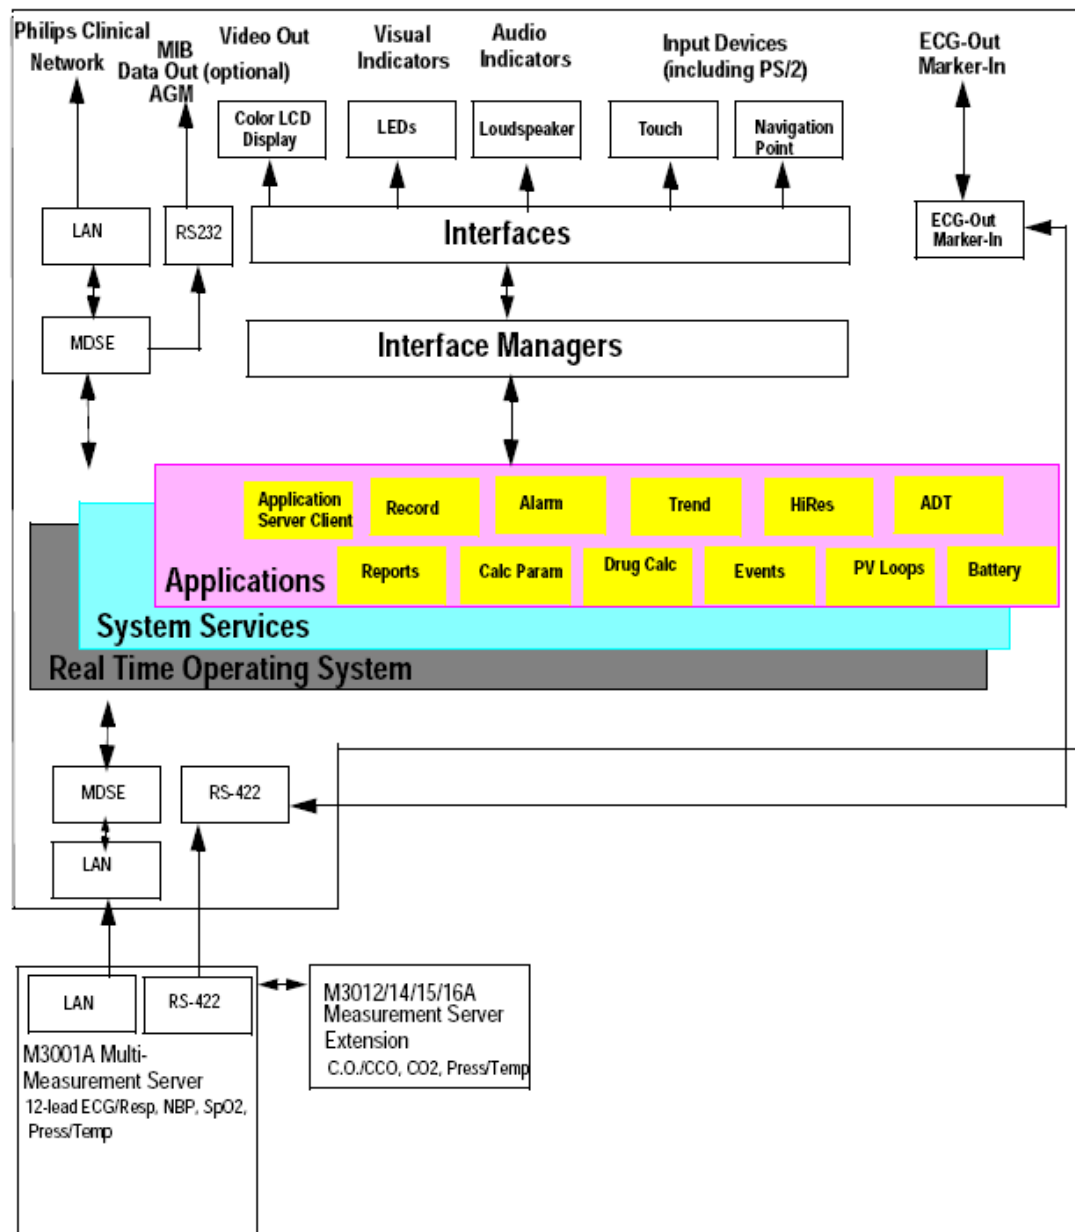 Philips Clinical
Network
MIB
Data Out (optional)
AGM
Video Out
Visual
Indicators
Audio
Indicators
Input Devices
(including PS/2)
ECG-Out
Marker-In
Color LCD
Display
LEDs
Loudspeaker
Touch
Navigation
Point
LAN
RS232
Interfaces
ECG-Out
Marker-In
MDSE
Interface Managers
Application
Server Client
Record
Alarm
Trend
HiRes
ADT
Applications
Reports
Calc Param
Drug Calc
Events
PV Loops
Battery
System Services
Real Time Operating System
MDSE
RS-422
LAN
LAN
RS-422
M3001A Multi-
Measurement Server
12-lead ECG/Resp, NBP, SpO2,
Press/Temp
M3012/14/15/16A
Measurement Server
Extension
C.O./CCO, CO2, Press/Temp